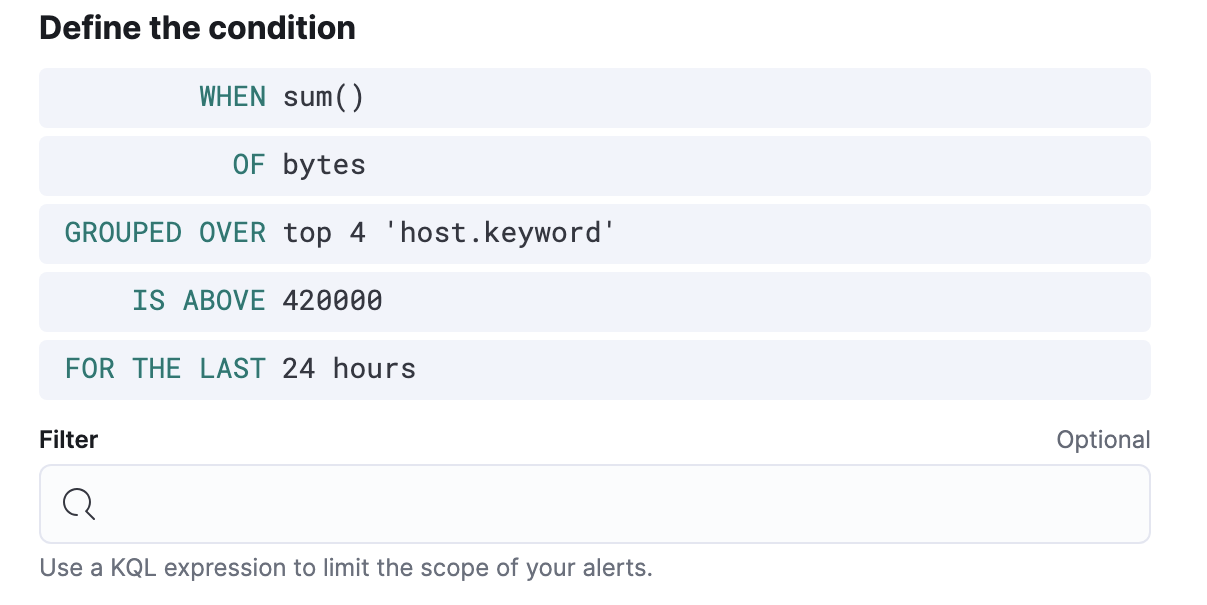 Define the condition
WHEN sum()
OF bytes
GROUPED OVER top 4 'host.keyword'
IS ABOVE 420000
FOR THE LAST 24 hours
Filter Optional
Use a KQL expression to limit the scope of your alerts.